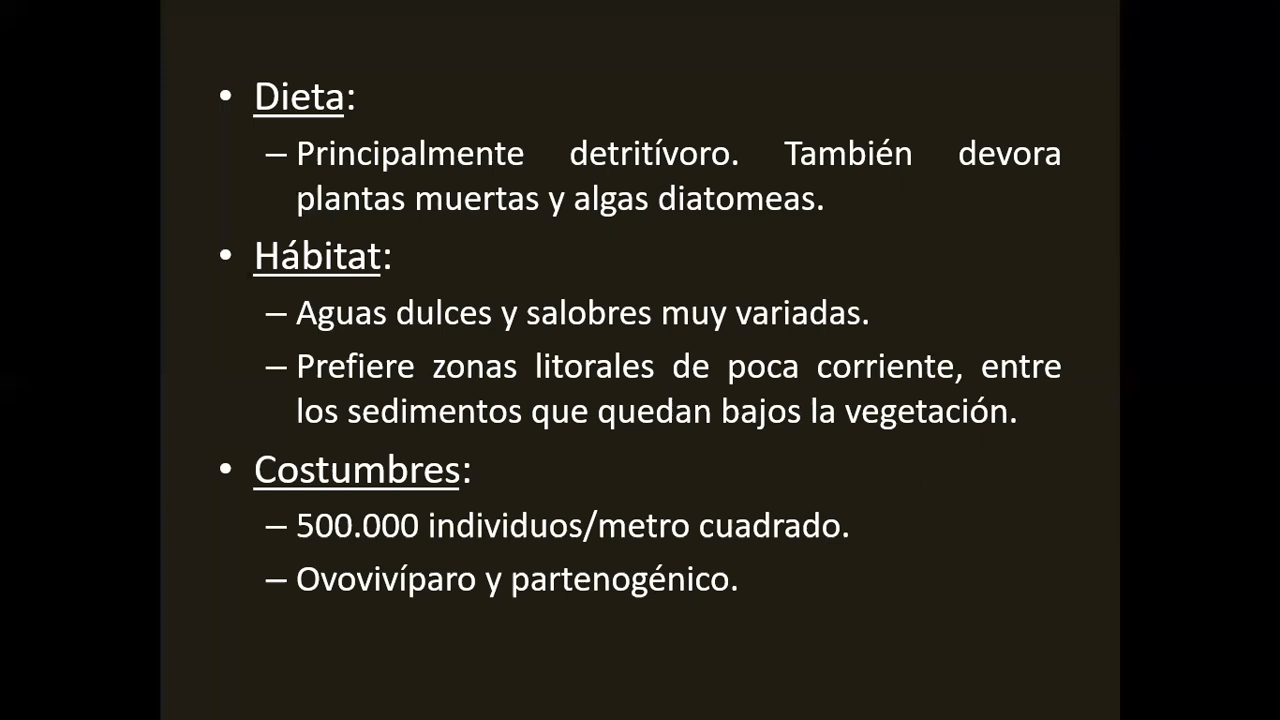 • Dieta:
– Principalmente detritívoro. También devora
plantas muertas y algas diatomeas.
• Hábitat:
– Aguas dulces y salobres muy variadas.
– Prefiere zonas litorales de poca corriente, entre
los sedimentos que quedan bajos la vegetación.
• Costumbres:
– 500.000 individuos/metro cuadrado.
– Ovovivíparo y partenogénico.